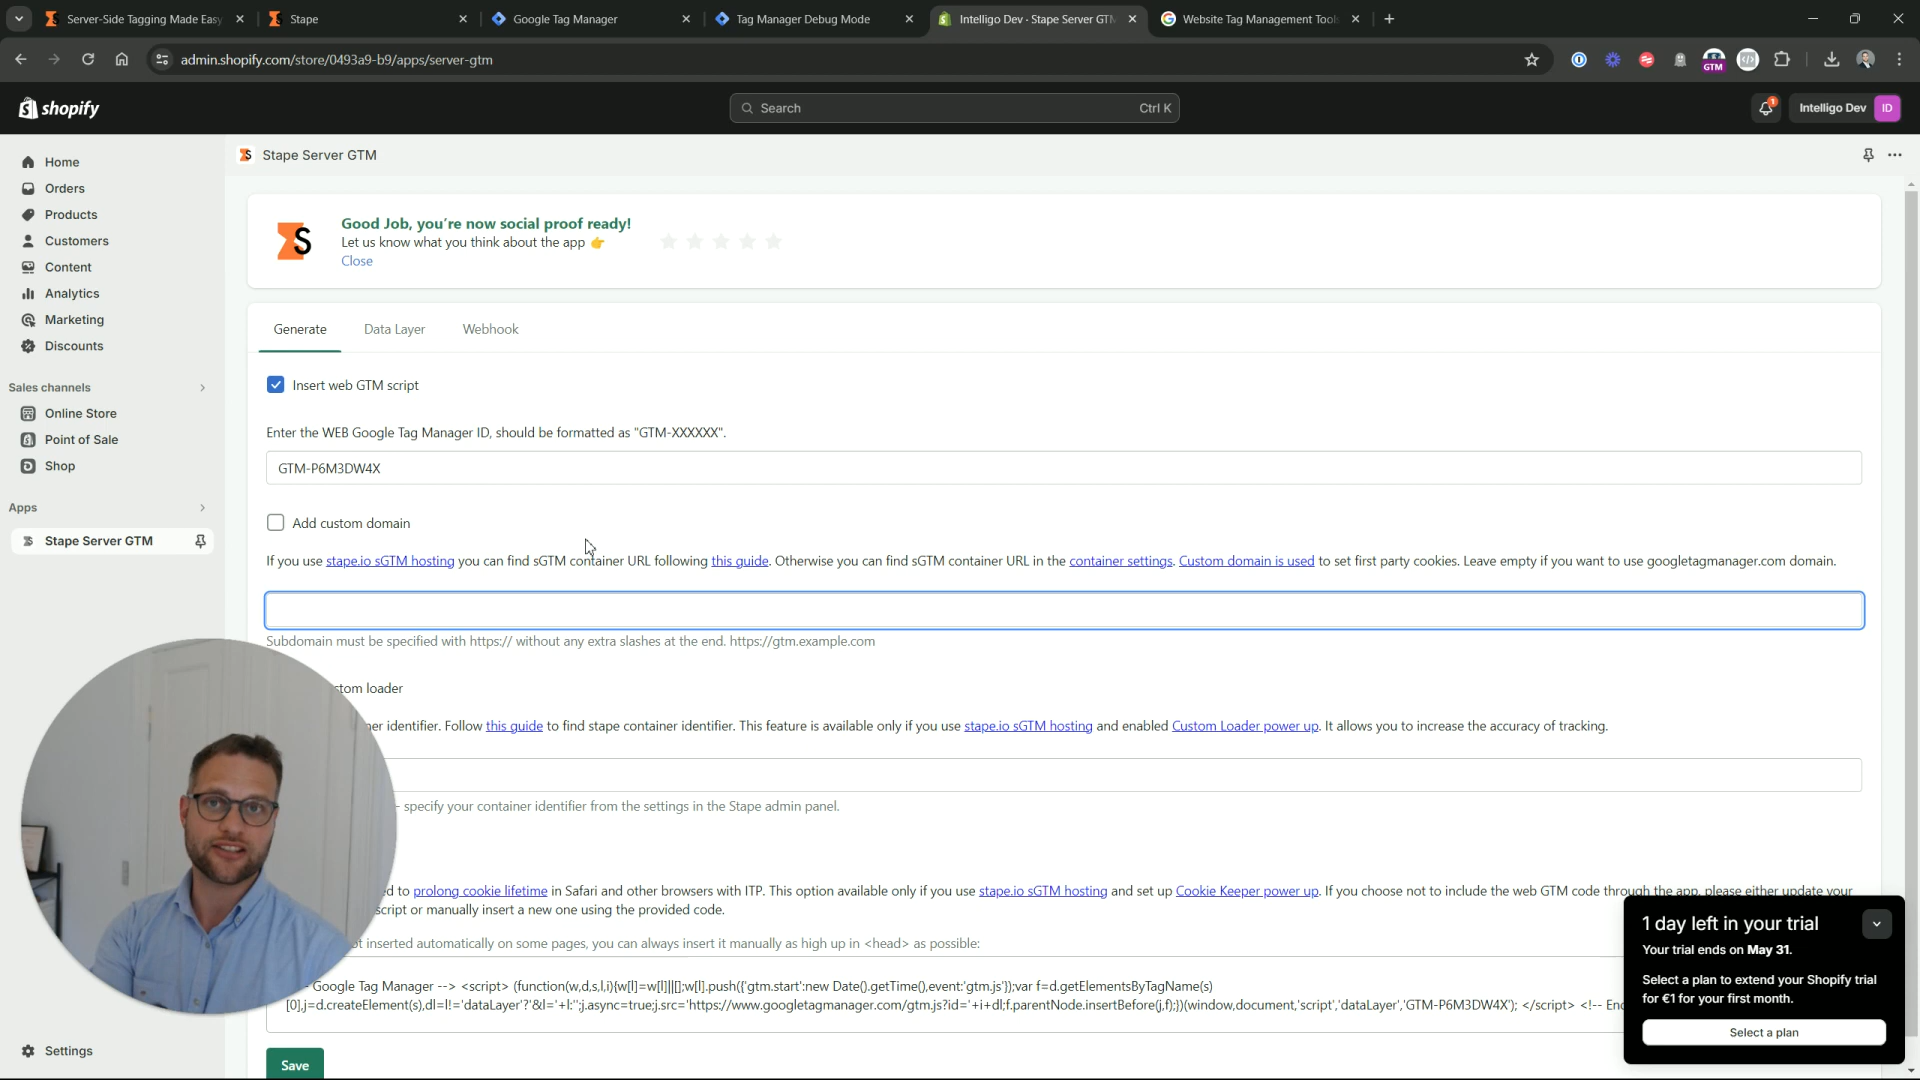 Server-Side Tagging Made Easy
Stape
Google Tag Manager
Tag Manager Debug Mode
Intelligo Dev - Stape Server GTM
Website Tag Management Tools
admin.shopify.com/store/0493a9-b9/apps/server-gtm
GTM
shopify
Search
Ctrl K
1
Intelligo Dev
ID
Home
Orders
Products
Customers
Content
Analytics
Marketing
Discounts
Sales channels
Online Store
Point of Sale
Shop
Apps
Stape Server GTM
Settings
Stape Server GTM
Good Job, you're now social proof ready!
Let us know what you think about the app 👉
Close
Generate
Data Layer
Webhook
Insert web GTM script
Enter the WEB Google Tag Manager ID, should be formatted as "GTM-XXXXXX".
GTM-P6M3DW4X
Add custom domain
If you use stape.io sGTM hosting you can find sGTM container URL following this guide. Otherwise you can find sGTM container URL in the container settings. Custom domain is used to set first party cookies. Leave empty if you want to use googletagmanager.com domain.
Subdomain must be specified with https:// without any extra slashes at the end. https://gtm.example.com
tom loader
er identifier. Follow this guide to find stape container identifier. This feature is available only if you use stape.io sGTM hosting and enabled Custom Loader power up. It allows you to increase the accuracy of tracking.
- specify your container identifier from the settings in the Stape admin panel.
d to prolong cookie lifetime in Safari and other browsers with ITP. This option available only if you use stape.io sGTM hosting and set up Cookie Keeper power up. If you choose not to include the web GTM code through the app, please either update your
script or manually insert a new one using the provided code.
t inserted automatically on some pages, you can always insert it manually as high up in <head> as possible:
Google Tag Manager --> <script> (function(w,d,s,l,i){w[l]=w[l]||[];w[l].push({'gtm.start':new Date().getTime(),event:'gtm.js'});var f=d.getElementsByTagName(s)
[0],j=d.createElement(s),dl=l!='dataLayer'?'&l='+l:'';j.async=true;j.src='https://www.googletagmanager.com/gtm.js?id='+i+dl;f.parentNode.insertBefore(j,f);})(window,document,'script','dataLayer','GTM-P6M3DW4X'); </script> <!-- En
Save
1 day left in your trial
Your trial ends on May 31.
Select a plan to extend your Shopify trial
for €1 for your first month.
Select a plan